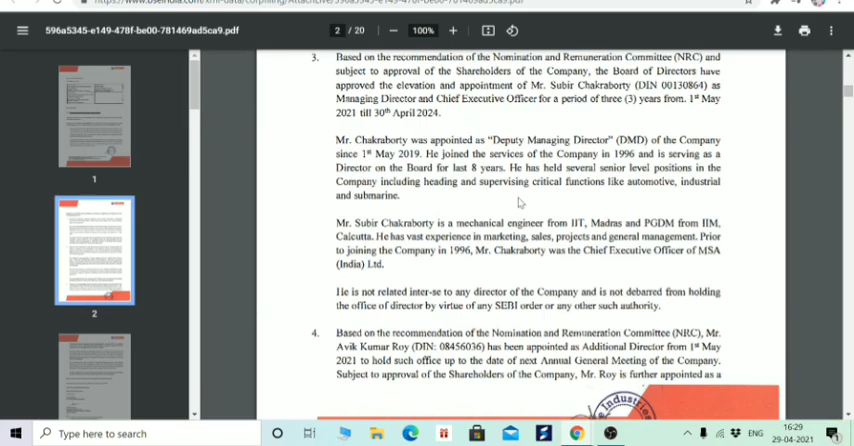 596a5345-e149-478f-be00-781469ad5ca9.pdf
2 / 20
100%
3. Based on the recommendation of the Nomination and Remuneration Committee (NRC) and
subject to approval of the Shareholders of the Company, the Board of Directors have
approved the elevation and appointment of Mr. Subir Chakraborty (DIN 00130864) as
Managing Director and Chief Executive Officer for a period of three (3) years from. 1st May
2021 till 30th April 2024.
Mr. Chakraborty was appointed as “Deputy Managing Director” (DMD) of the Company
since 1st May 2019. He joined the services of the Company in 1996 and is serving as a
Director on the Board for last 8 years. He has held several senior level positions in the
Company including heading and supervising critical functions like automotive, industrial
and submarine.
Mr. Subir Chakraborty is a mechanical engineer from IIT, Madras and PGDM from IIM,
Calcutta. He has vast experience in marketing, sales, projects and general management. Prior
to joining the Company in 1996, Mr. Chakraborty was the Chief Executive Officer of MSA
(India) Ltd.
He is not related inter-se to any director of the Company and is not debarred from holding
the office of director by virtue of any SEBI order or any other such authority.
4. Based on the recommendation of the Nomination and Remuneration Committee (NRC), Mr.
Avik Kumar Roy (DIN: 08456036) has been appointed as Additional Director from 1st May
2021 to hold such office up to the date of next Annual General Meeting of the Company.
Subject to approval of the Shareholders of the Company, Mr. Roy is further appointed as a
Industries
1
2
Type here to search
ENG
16:29
29-04-2021